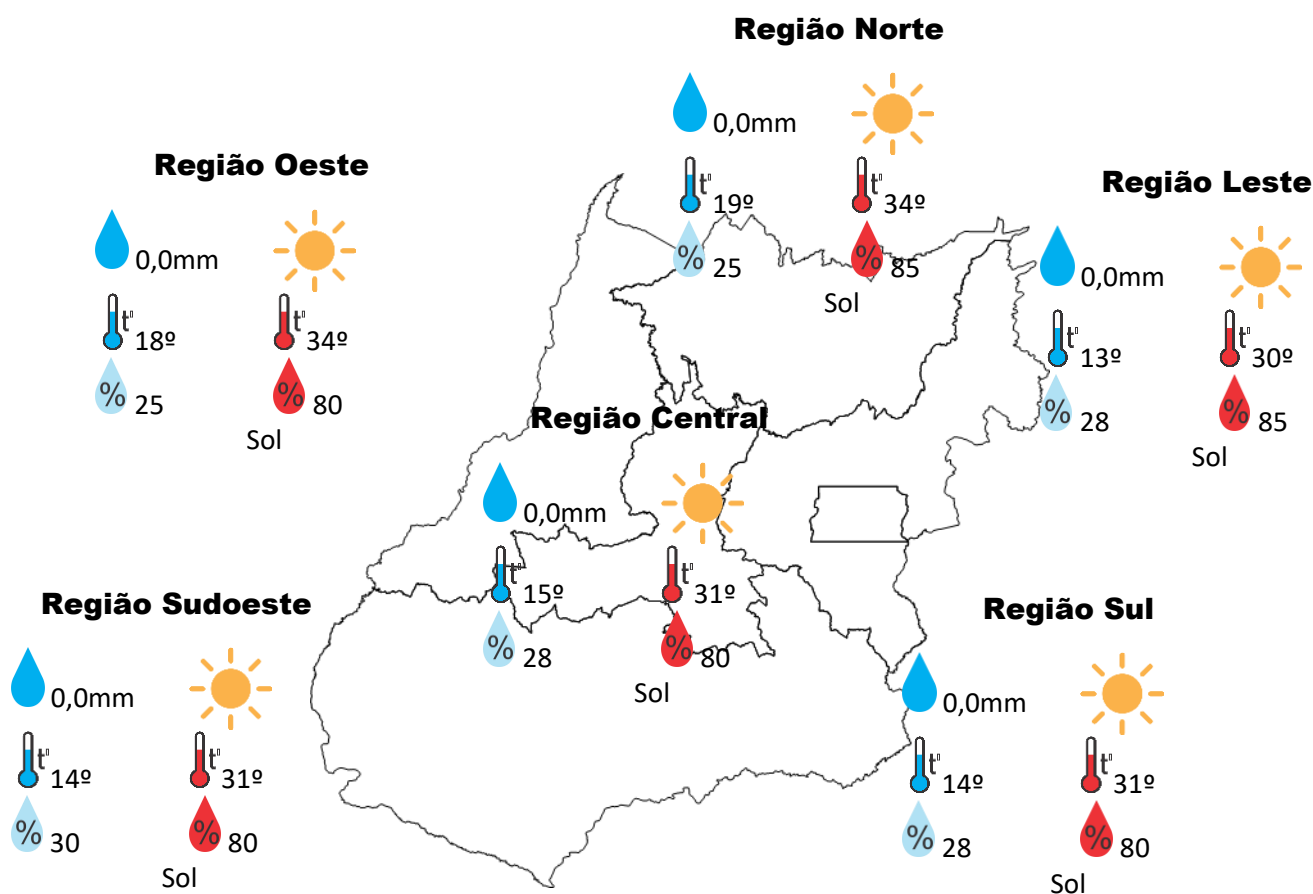 Região Norte
0,0mm
t°
19º
t°
34º
%
25
%
85
Sol
Região Oeste
0,0mm
t°
18º
t°
34º
%
25
%
80
Sol
Região Leste
0,0mm
t°
13º
t°
30º
%
28
%
85
Sol
Região Central
0,0mm
t°
15º
t°
31º
%
28
%
80
Sol
Região Sudoeste
0,0mm
t°
14º
t°
31º
%
30
%
80
Sol
Região Sul
0,0mm
t°
14º
t°
31º
%
28
%
80
Sol